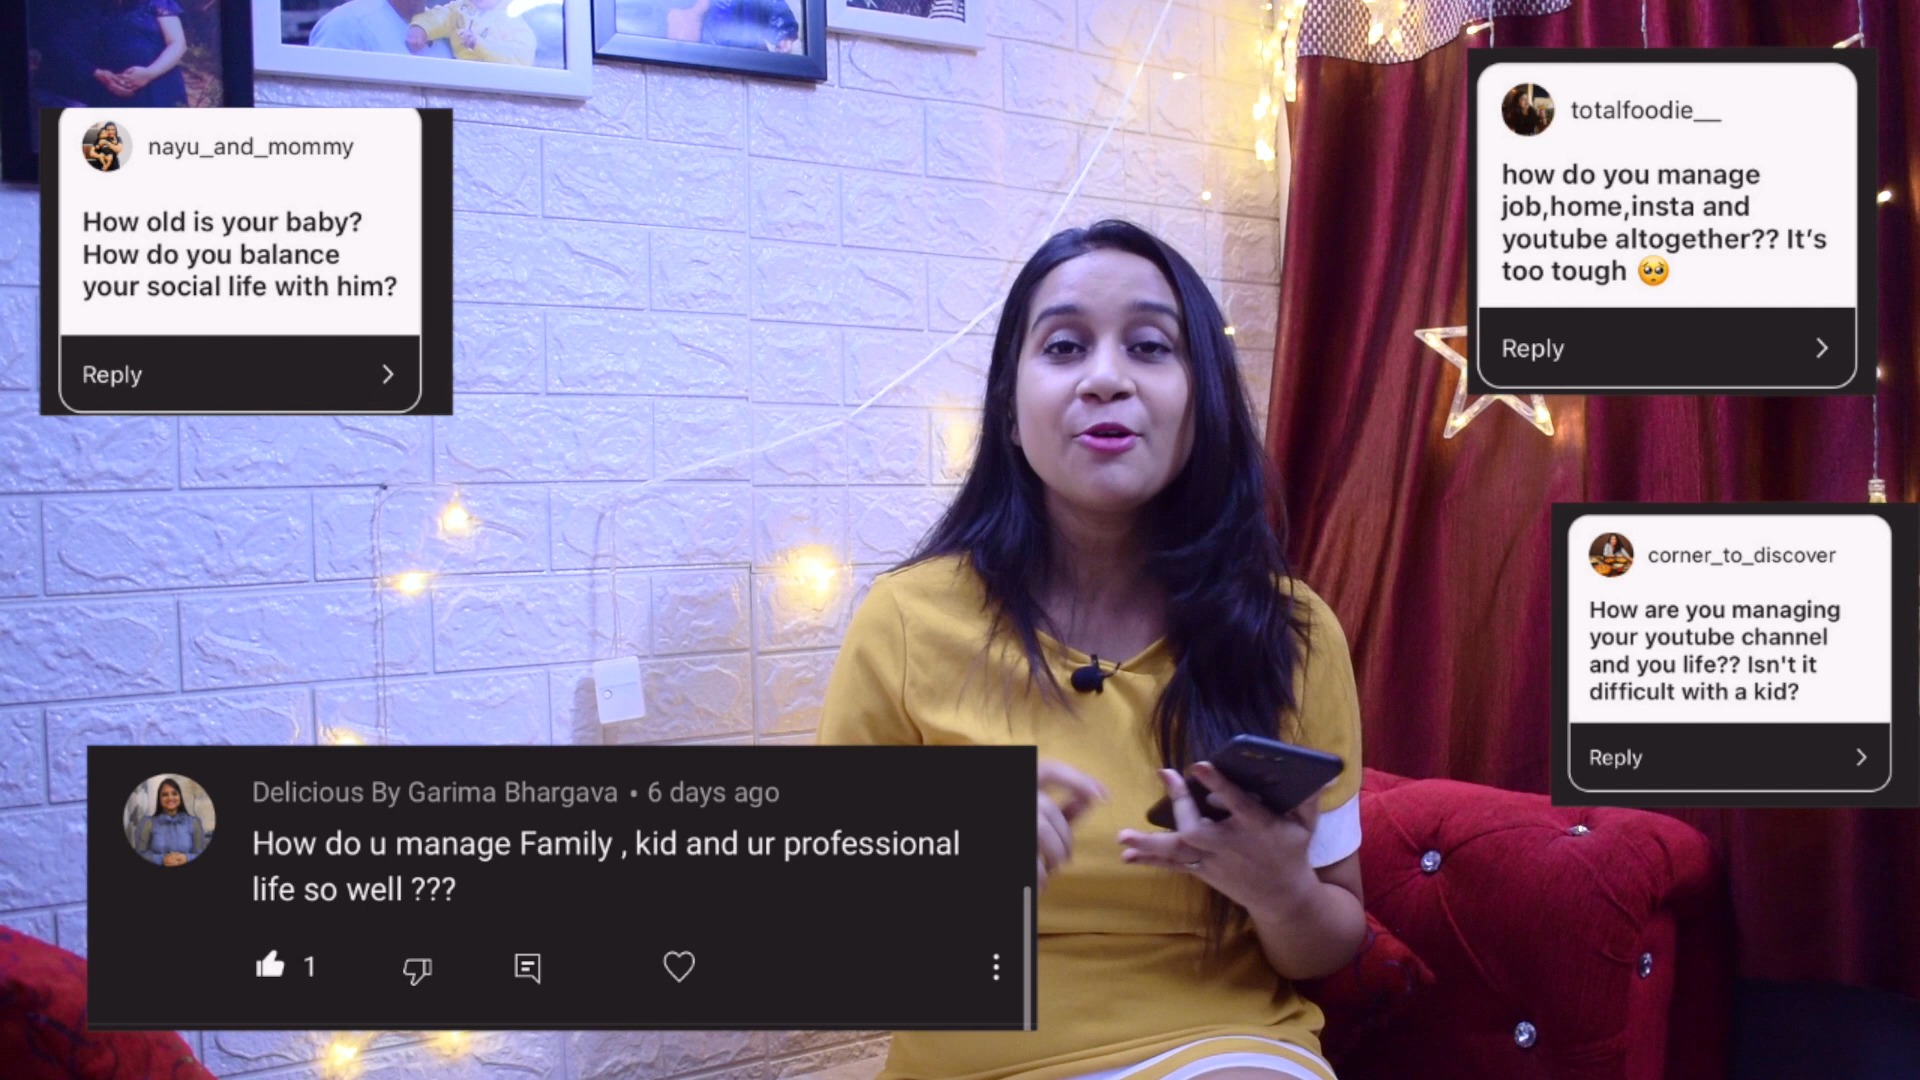 nayu_and_mommy
How old is your baby?
How do you balance
your social life with him?
Reply
totalfoodie__
how do you manage
job,home,insta and
youtube altogether?? It’s
too tough 🥺
Reply
corner_to_discover
How are you managing
your youtube channel
and you life?? Isn't it
difficult with a kid?
Reply
Delicious By Garima Bhargava • 6 days ago
How do u manage Family , kid and ur professional
life so well ???
1